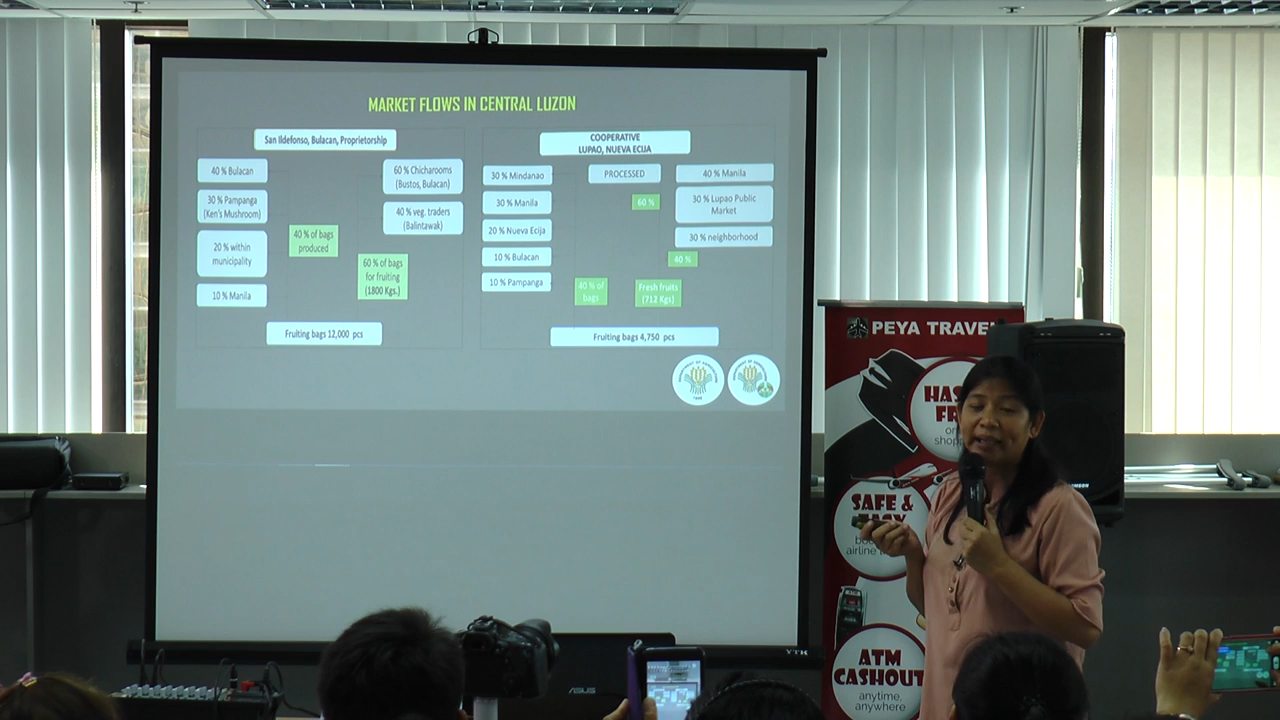 MARKET FLOWS IN CENTRAL LUZON
San Ildefonso, Bulacan, Proprietorship
40 % Bulacan
30 % Pampanga
(Ken's Mushroom)
20 % within
municipality
10 % Manila
40 % of bags
produced
60 % Chicharooms
(Bustos, Bulacan)
40 % veg. traders
(Balintawak)
60 % of bags
for fruiting
(1800 Kgs.)
Fruiting bags 12,000 pcs
COOPERATIVE
LUPAO, NUEVA ECIJA
30 % Mindanao
30 % Manila
20 % Nueva Ecija
10 % Bulacan
10 % Pampanga
PROCESSED
60 %
40 % Manila
30 % Lupao Public
Market
30 % neighborhood
40 %
40 % of
bags
Fresh fruits
(712 Kgs)
Fruiting bags 4,750 pcs
PEYA TRAVEL
SAFE &
EASY
airline
ATM
CASHOUT
anytime,
anywhere
ASUS